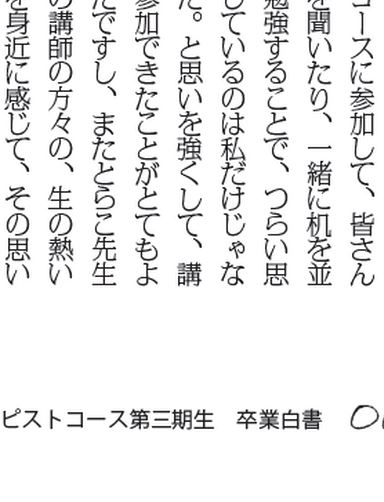 コースに参加して、皆さん
を聞いたり、一緒に机を並
勉強することで、つらい思
しているのは私だけじゃな
た。と思いを強くして、講
参加できたことがとてもよ
たですし、またとらこ先生
の講師の方々の、生の熱い
を身近に感じて、その思い
ピストコース第三期生　卒業白書